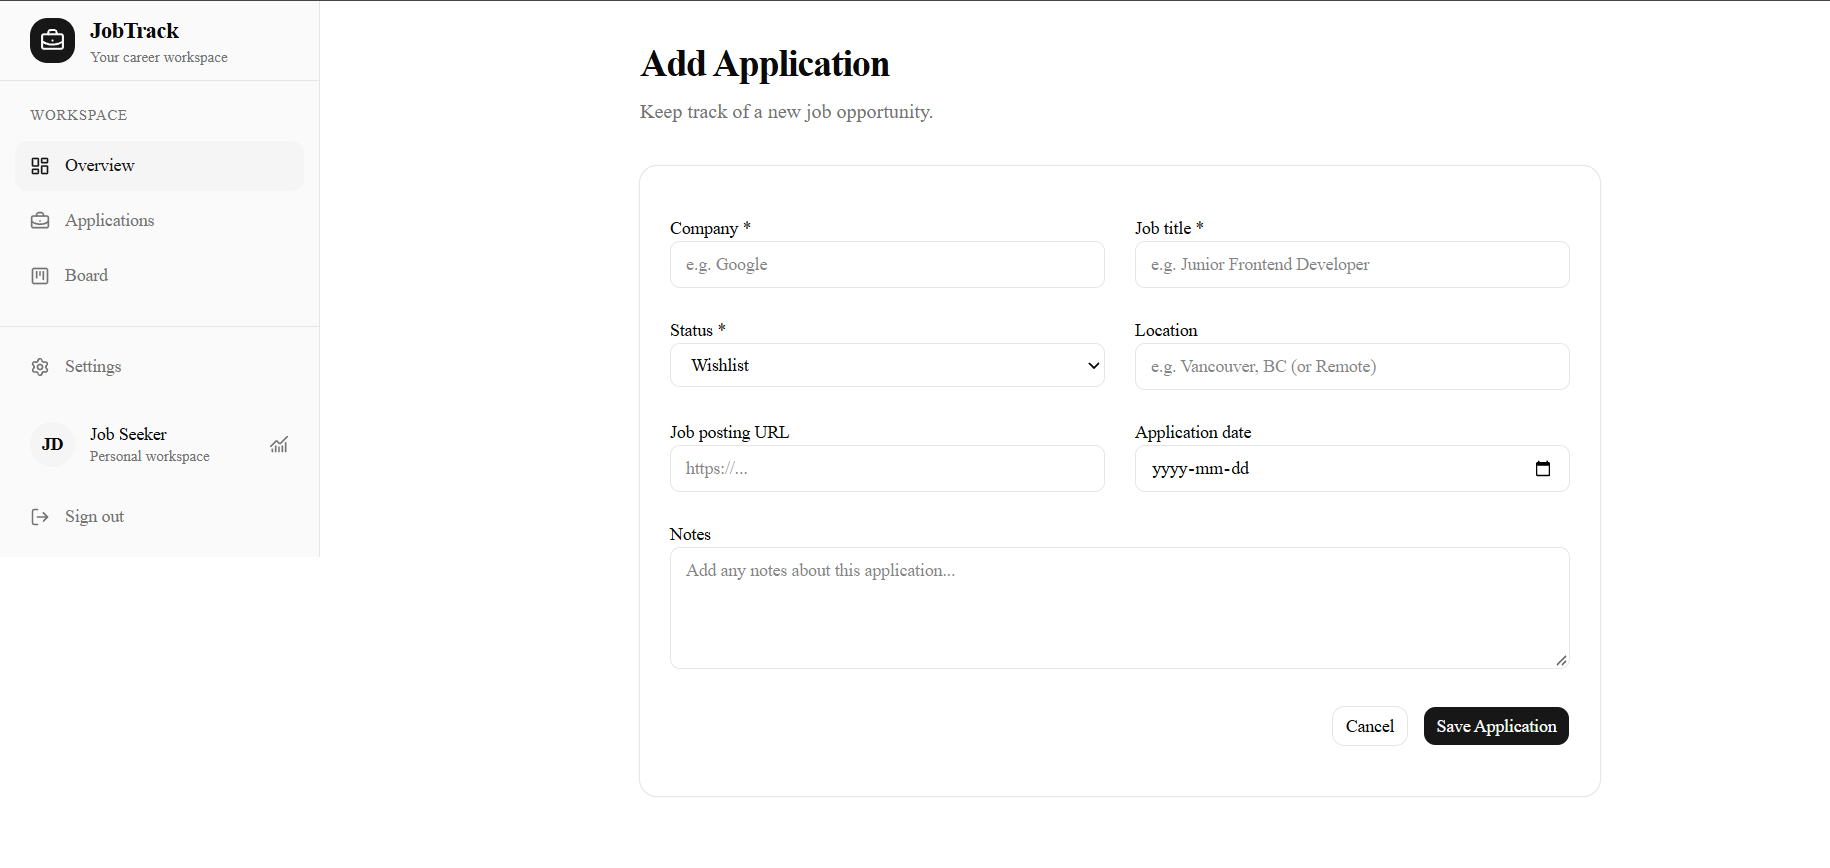 JobTrack
Your career workspace
WORKSPACE
Overview
Applications
Board
Settings
JD
Job Seeker
Personal workspace
Sign out
Add Application
Keep track of a new job opportunity.
Company *
e.g. Google
Job title *
e.g. Junior Frontend Developer
Status *
Wishlist
Location
e.g. Vancouver, BC (or Remote)
Job posting URL
https://...
Application date
yyyy-mm-dd
Notes
Add any notes about this application...
Cancel
Save Application